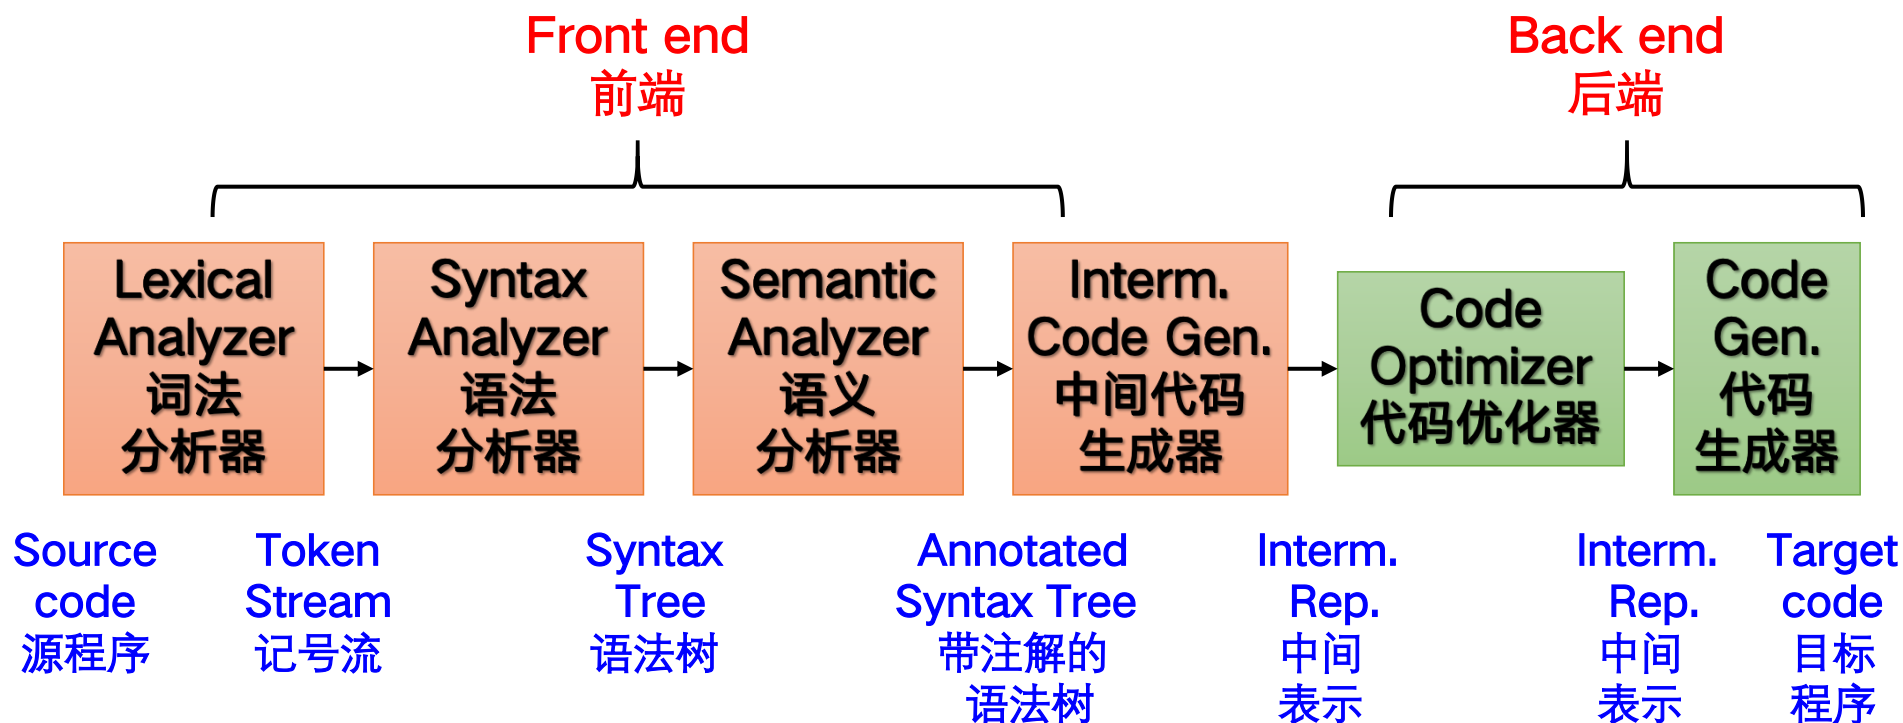 Front end
前端
Back end
后端
Lexical
Analyzer
词法
分析器
Syntax
Analyzer
语法
分析器
Semantic
Analyzer
语义
分析器
Interm.
Code Gen.
中间代码
生成器
Code
Optimizer
代码优化器
Code
Gen.
代码
生成器
Source
code
源程序
Token
Stream
记号流
Syntax
Tree
语法树
Annotated
Syntax Tree
带注解的
语法树
Interm.
Rep.
中间
表示
Interm.
Rep.
中间
表示
Target
code
目标
程序